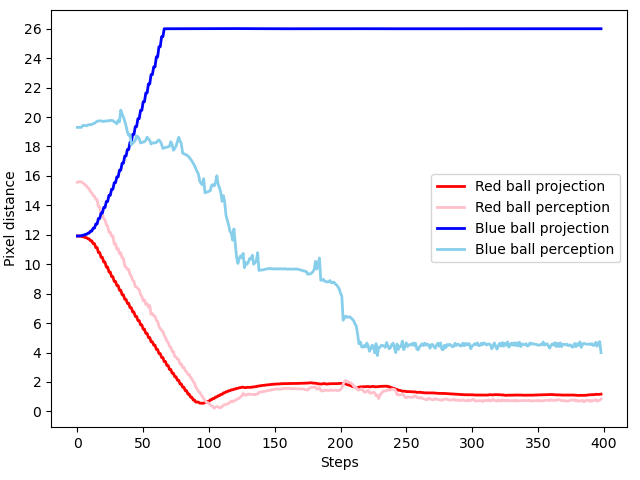 26
24
22
20
18
16
14
12
10
8
6
4
2
0
Pixel distance
Red ball projection
Red ball perception
Blue ball projection
Blue ball perception
0 50 100 150 200 250 300 350 400
Steps